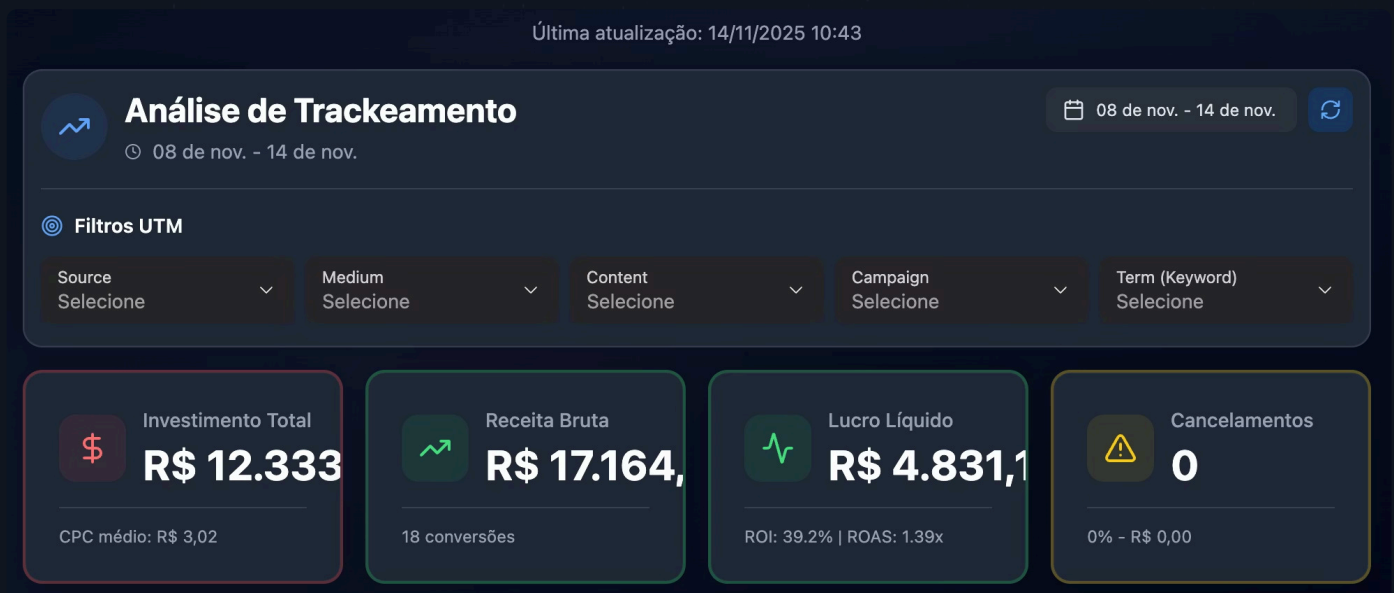 Última atualização: 14/11/2025 10:43
Análise de Trackeamento
08 de nov. - 14 de nov.
08 de nov. - 14 de nov.
Filtros UTM
Source
Selecione
Medium
Selecione
Content
Selecione
Campaign
Selecione
Term (Keyword)
Selecione
Investimento Total
R$ 12.333
CPC médio: R$ 3,02
Receita Bruta
R$ 17.164,
18 conversões
Lucro Líquido
R$ 4.831,1
ROI: 39.2% | ROAS: 1.39x
Cancelamentos
0
0% - R$ 0,00